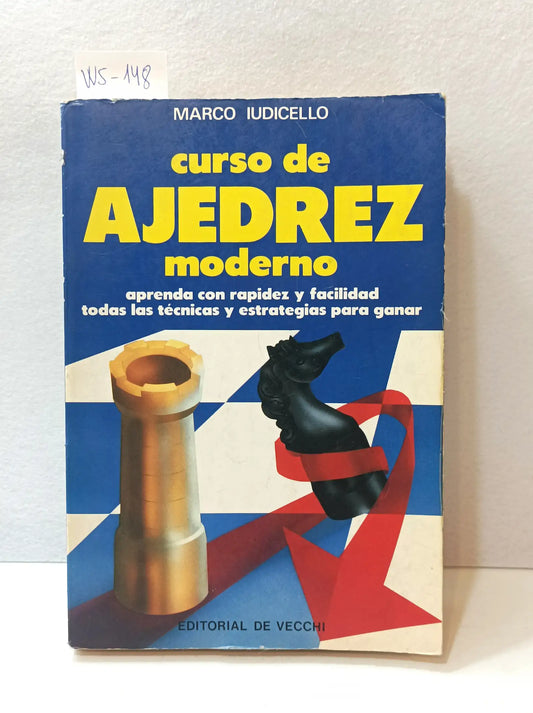 WS-148
MARCO IUDICELLO
curso de
AJEDREZ
moderno
aprenda con rapidez y facilidad
todas las técnicas y estrategias para ganar
EDITORIAL DE VECCHI